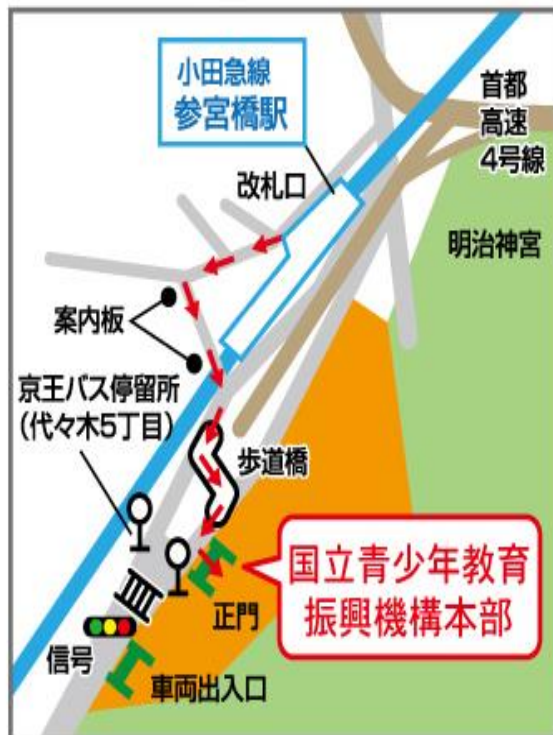 小田急線
参宮橋駅
首都
高速
4号線
改札口
明治神宮
案内板
京王バス停留所
(代々木5丁目)
歩道橋
国立青少年教育
振興機構本部
正門
信号
車両出入口